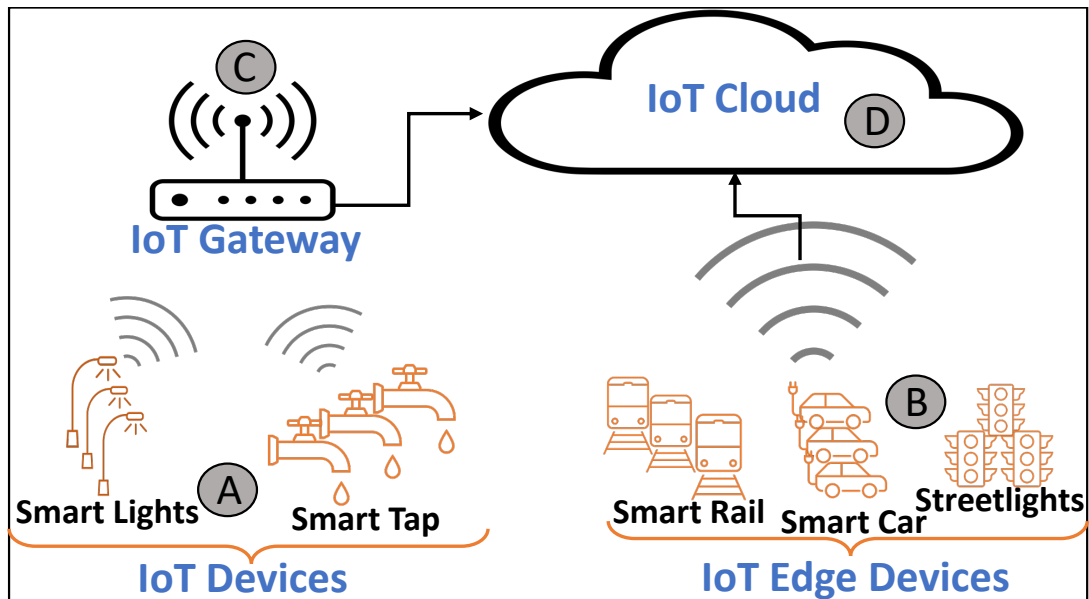 C
IoT Cloud
D
IoT Gateway
B
A
Smart Lights
Smart Tap
Smart Rail
Smart Car
Streetlights
IoT Devices
IoT Edge Devices